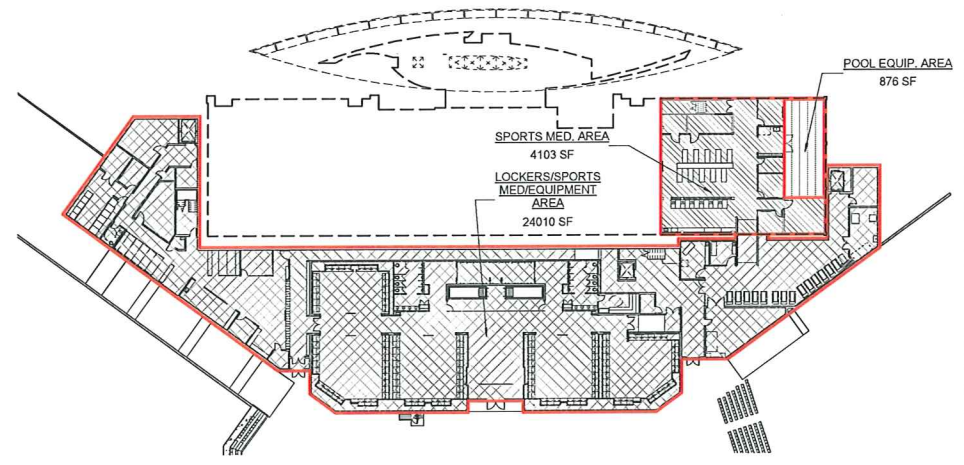 POOL EQUIP. AREA
876 SF
SPORTS MED. AREA
4103 SF
LOCKERS/SPORTS
MED/EQUIPMENT
AREA
24010 SF